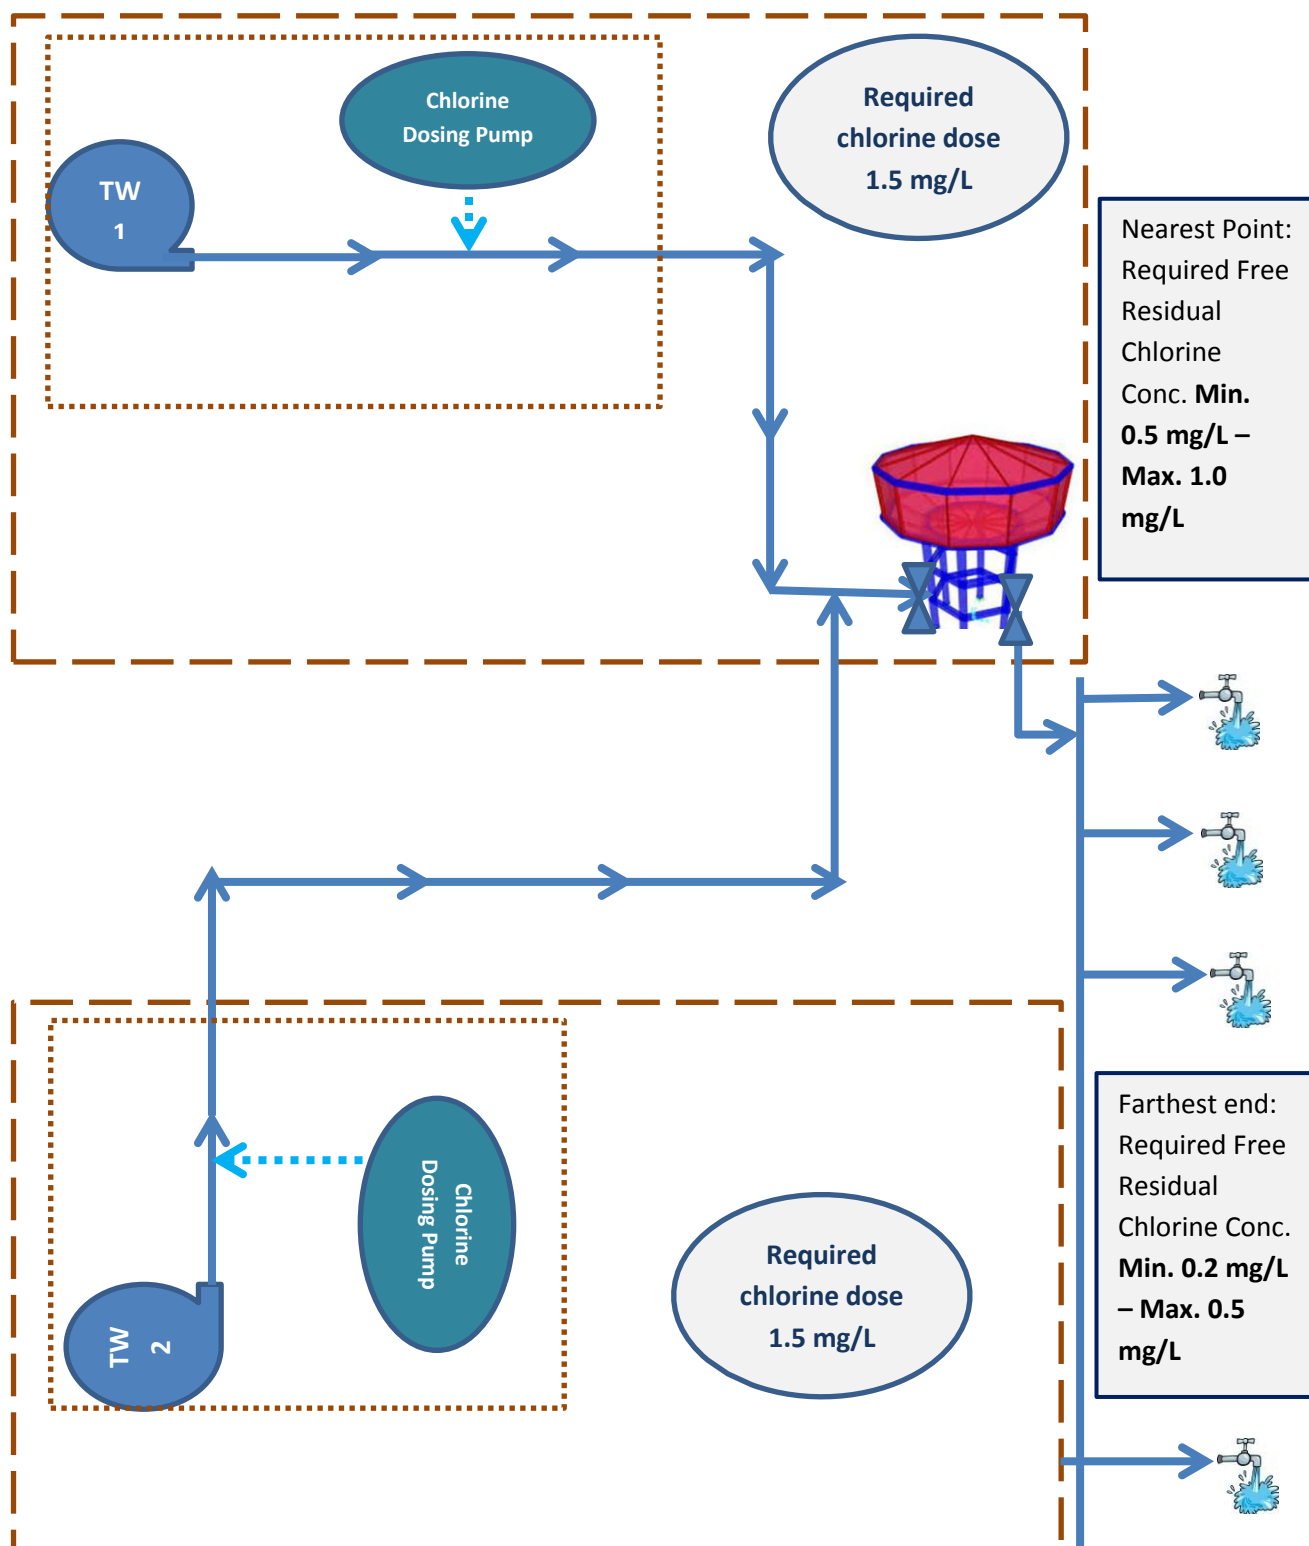 Chlorine
Dosing Pump
Required
chlorine dose
1.5 mg/L
TW
1
Nearest Point:
Required Free
Residual
Chlorine
Conc. Min.
0.5 mg/L –
Max. 1.0
mg/L
Farthest end:
Required Free
Residual
Chlorine Conc.
Min. 0.2 mg/L
– Max. 0.5
mg/L
Chlorine
Dosing Pump
Required
chlorine dose
1.5 mg/L
TW
2